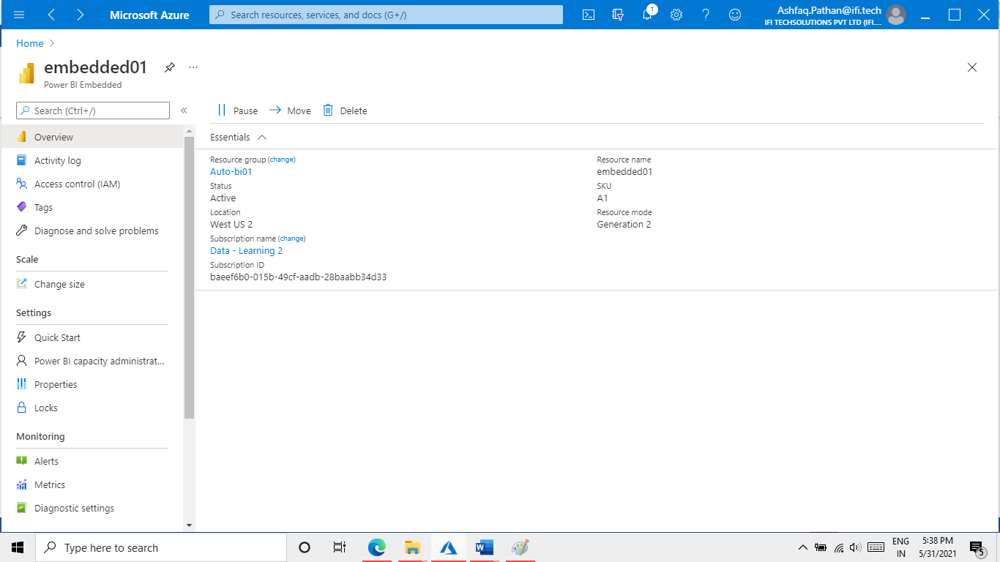 Microsoft Azure
Search resources, services, and docs (G+/)
1
Ashfaq.Pathan@ifi.tech
IFI TECHSOLUTIONS PVT LTD (IFI....
Home
embedded01
...
Power BI Embedded
Search (Ctrl+/)
«
Pause
Move
Delete
Overview
Activity log
Access control (IAM)
Tags
Diagnose and solve problems
Scale
Change size
Settings
Quick Start
Power BI capacity administrat...
Properties
Locks
Monitoring
Alerts
Metrics
Diagnostic settings
Essentials
Resource group (change)
Auto-bi01
Status
Active
Location
West US 2
Subscription name (change)
Data - Learning 2
Subscription ID
baeef6b0-015b-49cf-aadb-28baabb34d33
Resource name
embedded01
SKU
A1
Resource mode
Generation 2
Type here to search
ENG
IN
5:38 PM
5/31/2021
5